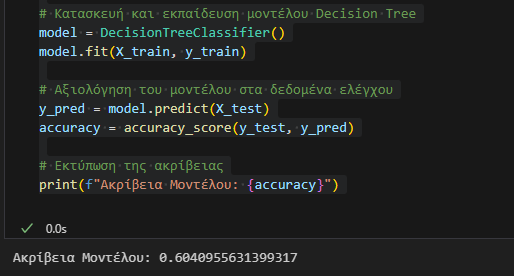 # Κατασκευή και εκπαίδευση μοντέλου Decision Tree
model = DecisionTreeClassifier()
model.fit(X_train, y_train)
# Αξιολόγηση του μοντέλου στα δεδομένα ελέγχου
y_pred = model.predict(X_test)
accuracy = accuracy_score(y_test, y_pred)
# Εκτύπωση της ακρίβειας
print(f"Ακρίβεια Μοντέλου: {accuracy}")
0.0s
Ακρίβεια Μοντέλου: 0.6040955631399317